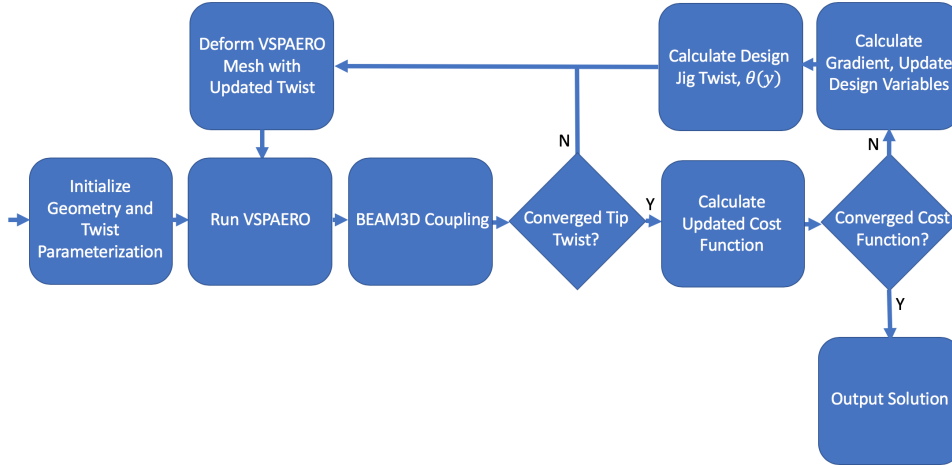 Deform VSPAERO
Mesh with
Updated Twist
Calculate Design
Jig Twist, θ(y)
Calculate
Gradient, Update
Design Variables
N
N
Initialize
Geometry and
Twist
Parameterization
Run VSPAERO
BEAM3D Coupling
Converged Tip
Twist?
Y
Calculate
Updated Cost
Function
Converged Cost
Function?
Y
Output Solution